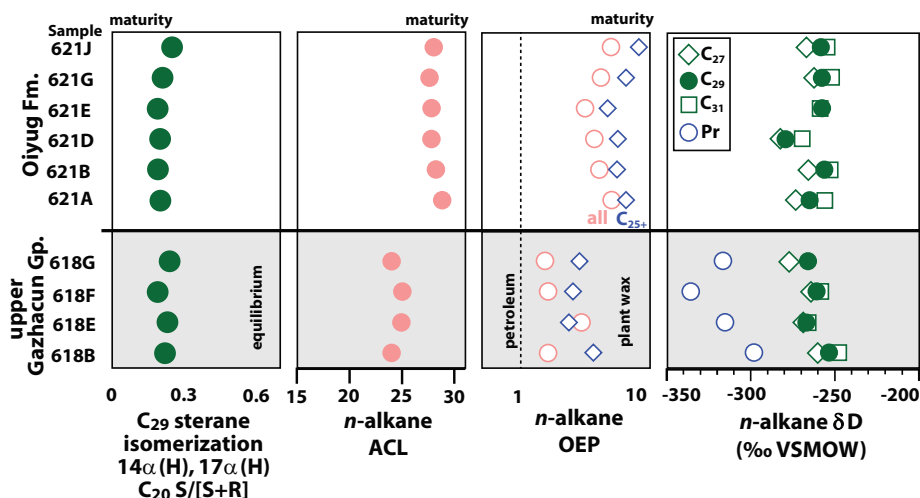 maturity
maturity
maturity
Sample
621J
621G
621E
621D
621B
621A
618G
618F
618E
618B
Oiyug Fm.
upper
Gazhacun Gp.
equilibrium
all C25+
petroleum
plant wax
C27
C29
C31
Pr
0 0.3 0.6
15 20 25 30
1 10
-350 -300 -250 -200
C29 sterane
isomerization
14α(H), 17α(H)
C20 S/[S+R]
n-alkane
ACL
n-alkane
OEP
n-alkane δD
(‰ VSMOW)